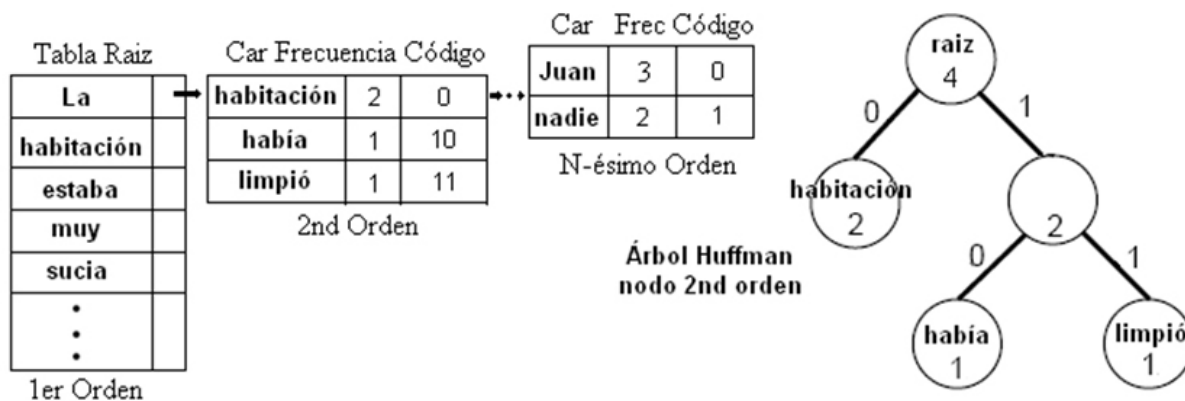 Tabla Raiz
La
habitación
estaba
muy
sucia
1er Orden
Car Frecuencia Código
habitación 2 0
había 1 10
limpió 1 11
2nd Orden
Car Frec Código
Juan 3 0
nadie 2 1
N-ésimo Orden
Árbol Huffman
nodo 2nd orden
raiz
4
0 1
habitación
2
2
0 1
había
1
limpió
1